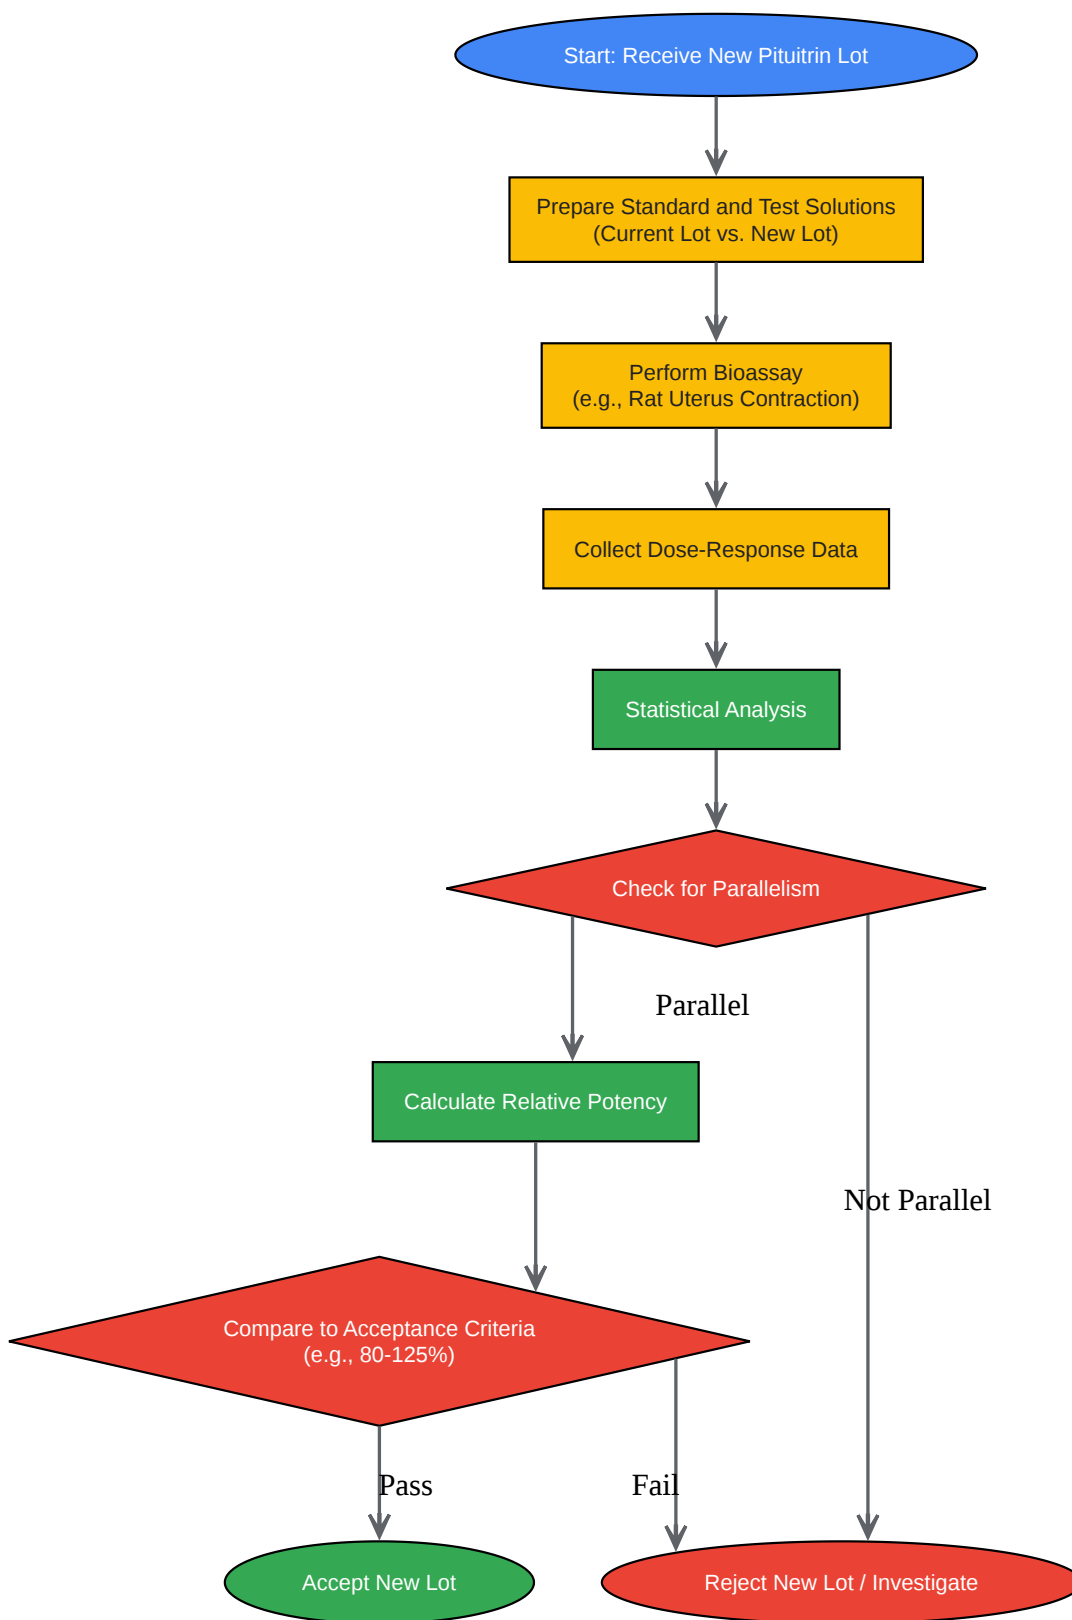 Start: Receive New Pituitrin Lot
Prepare Standard and Test Solutions
(Current Lot vs. New Lot)
Perform Bioassay
(e.g., Rat Uterus Contraction)
Collect Dose-Response Data
Statistical Analysis
Check for Parallelism
Parallel
Calculate Relative Potency
Not Parallel
Compare to Acceptance Criteria
(e.g., 80-125%)
Pass
Fail
Accept New Lot
Reject New Lot / Investigate